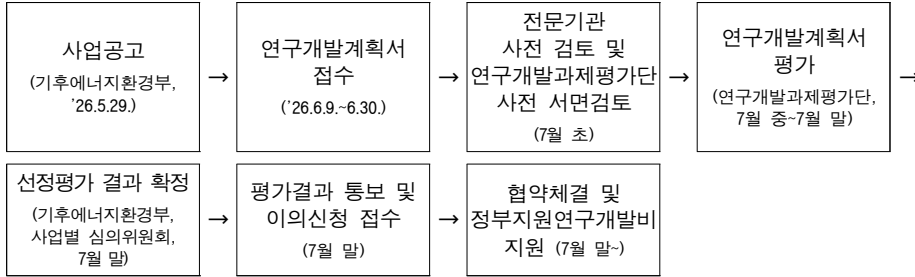 사업공고
(기후에너지환경부,
'26.5.29.)
→
연구개발계획서
접수
('26.6.9.~6.30.)
→
전문기관
사전 검토 및
연구개발과제평가단
사전 서면검토
(7월 초)
→
연구개발계획서
평가
(연구개발과제평가단,
7월 중~7월 말)
→
선정평가 결과 확정
(기후에너지환경부,
사업별 심의위원회,
7월 말)
→
평가결과 통보 및
이의신청 접수
(7월 말)
→
협약체결 및
정부지원연구개발비
지원 (7월 말~)